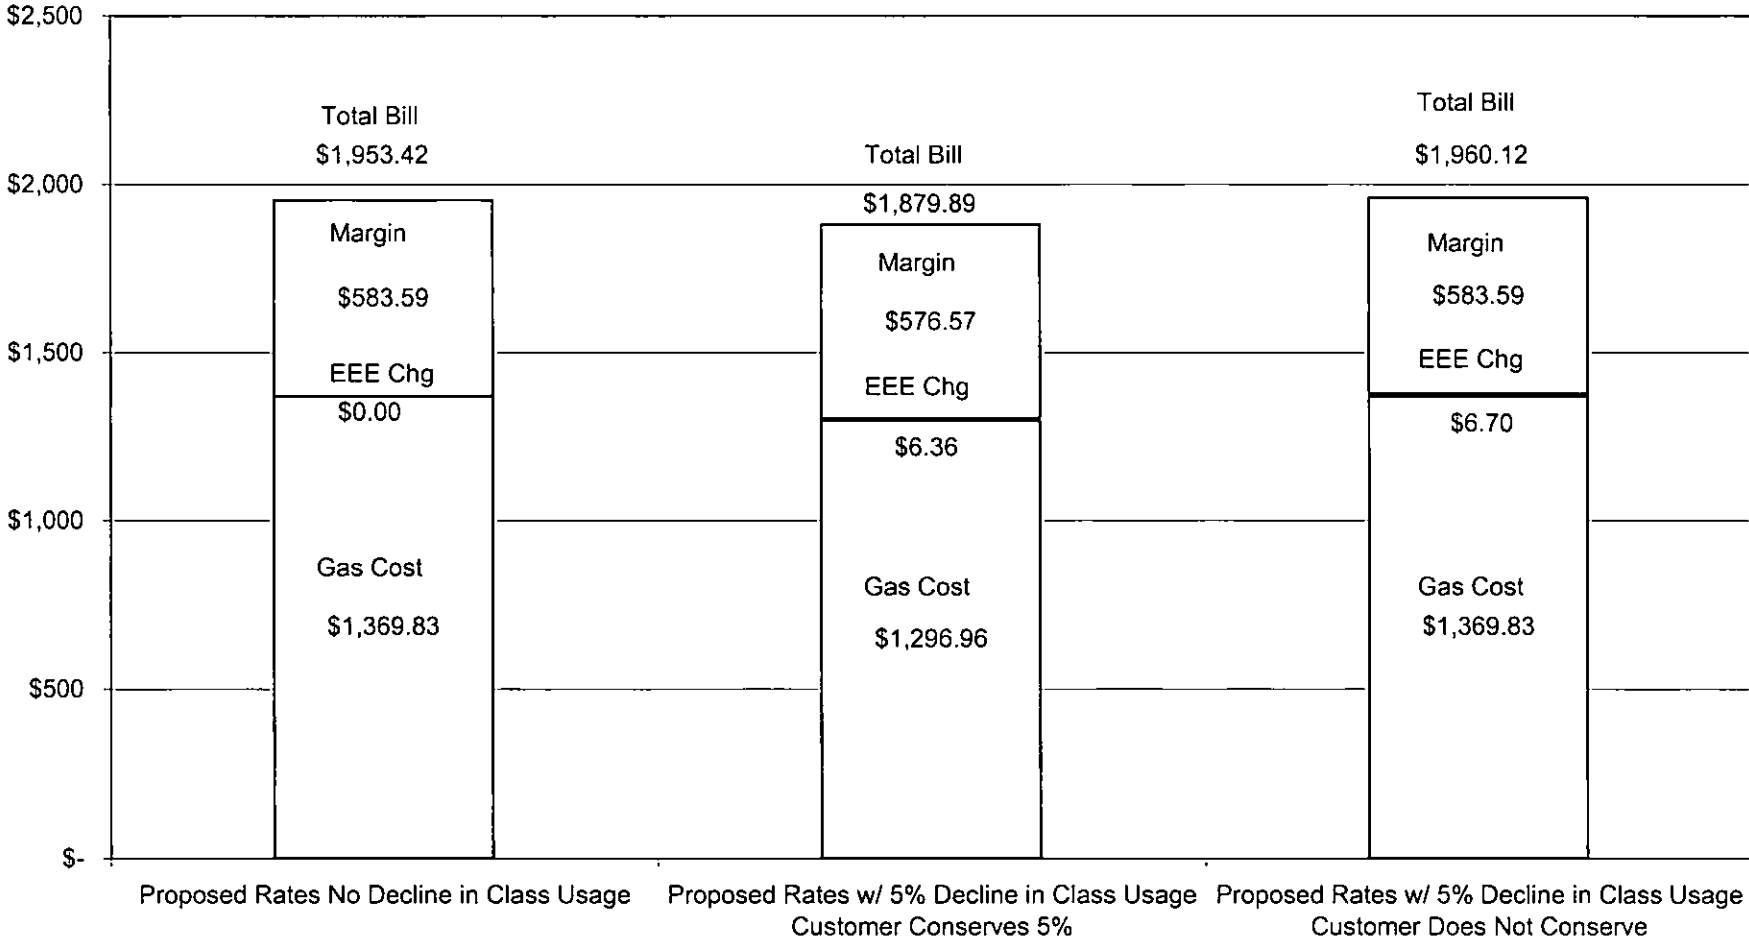 $2,500
$2,000
$1,500
$1,000
$500
$-
Total Bill
$1,953.42
Margin
$583.59
EEE Chg
$0.00
Gas Cost
$1,369.83
Total Bill
$1,879.89
Margin
$576.57
EEE Chg
$6.36
Gas Cost
$1,296.96
Total Bill
$1,960.12
Margin
$583.59
EEE Chg
$6.70
Gas Cost
$1,369.83
Proposed Rates No Decline in Class Usage
Proposed Rates w/ 5% Decline in Class Usage
Customer Conserves 5%
Proposed Rates w/ 5% Decline in Class Usage
Customer Does Not Conserve